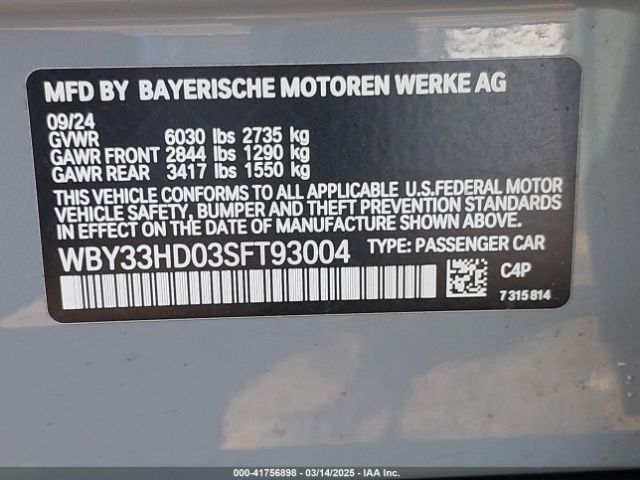 MFD BY BAYERISCHE MOTOREN WERKE AG
09/24
GVWR 6030 lbs 2735 kg
GAWR FRONT 2844 lbs 1290 kg
GAWR REAR 3417 lbs 1550 kg
THIS VEHICLE CONFORMS TO ALL APPLICABLE U.S.FEDERAL MOTOR
VEHICLE SAFETY, BUMPER, AND THEFT PREVENTION STANDARDS
IN EFFECT ON THE DATE OF MANUFACTURE SHOWN ABOVE.
WBY33HD03SFT93004 TYPE: PASSENGER CAR
C4P
7315814
© - 41756898 - 03/14/2025 - IAA Inc.